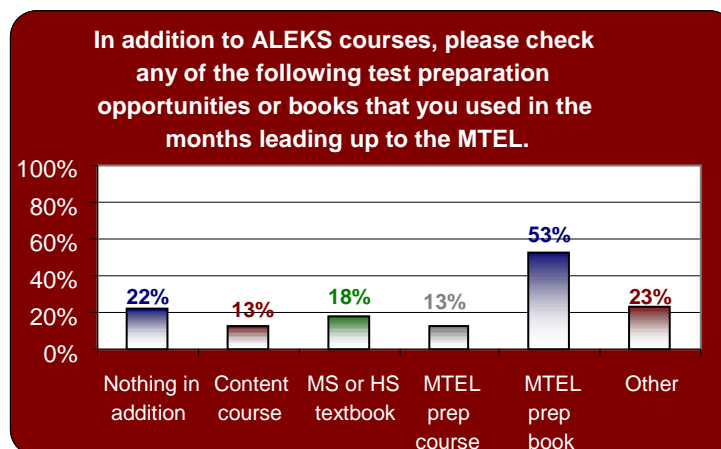 In addition to ALEKS courses, please check
any of the following test preparation
opportunities or books that you used in the
months leading up to the MTEL.
100%
80%
60%
40%
20%
0%
22%
13%
18%
13%
53%
23%
Nothing in
addition
Content
course
MS or HS
textbook
MTEL
prep
course
MTEL
prep
book
Other